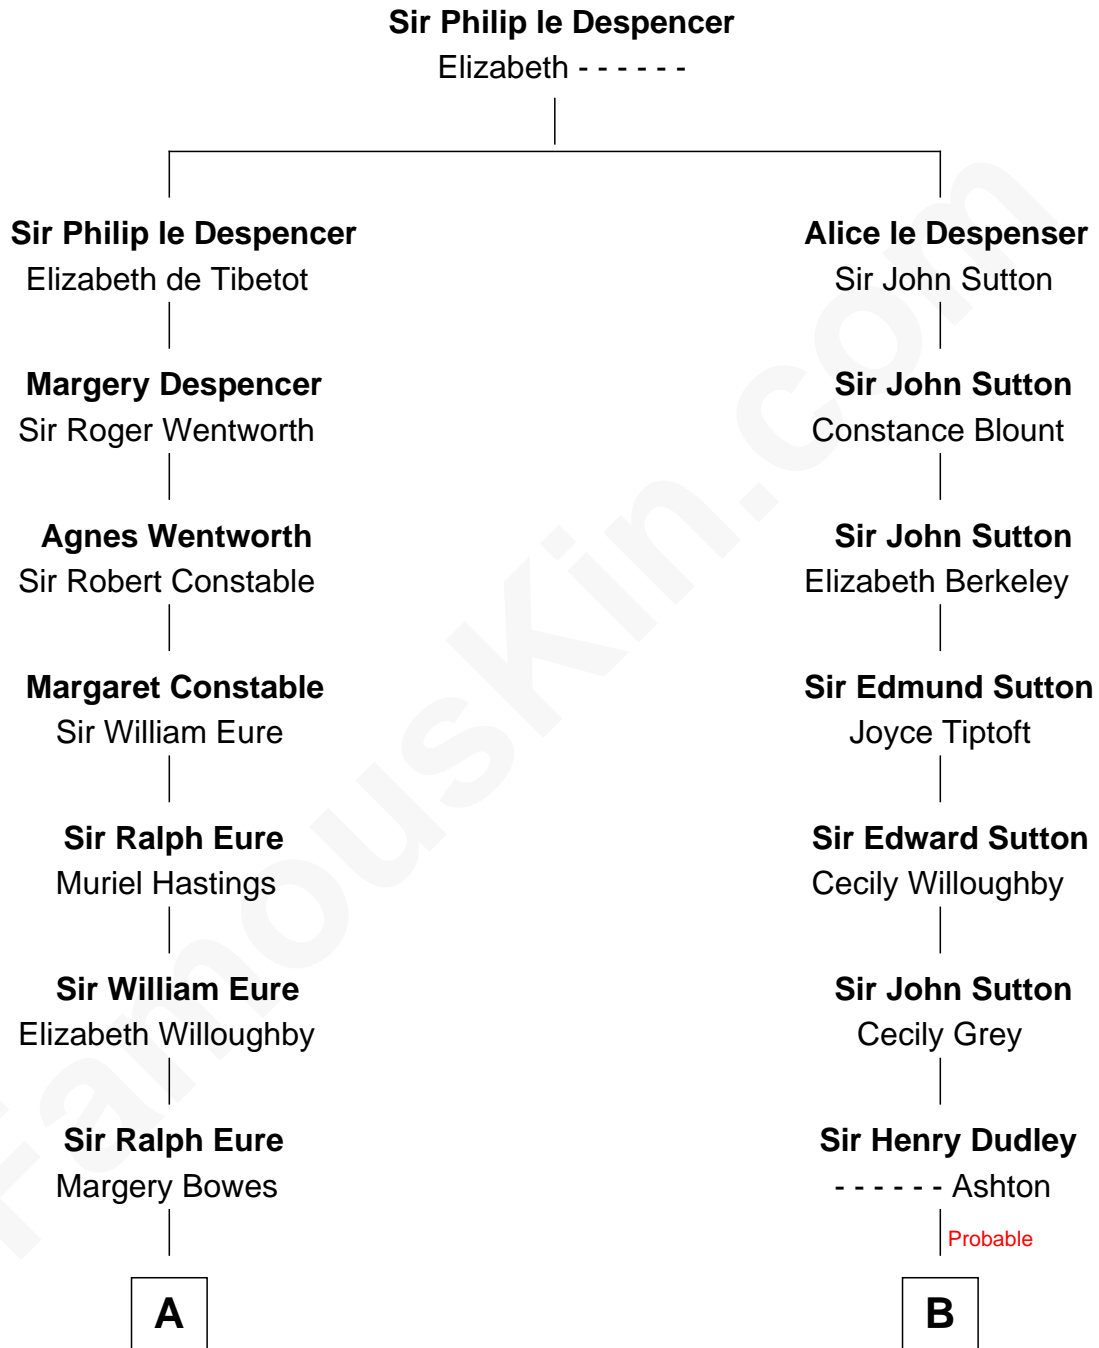 Sir Philip le Despencer
Elizabeth - - - - - -
Sir Philip le Despencer
Elizabeth de Tibetot
Margery Despencer
Sir Roger Wentworth
Agnes Wentworth
Sir Robert Constable
Margaret Constable
Sir William Eure
Sir Ralph Eure
Muriel Hastings
Sir William Eure
Elizabeth Willoughby
Sir Ralph Eure
Margery Bowes
A
Alice le Despenser
Sir John Sutton
Sir John Sutton
Constance Blount
Sir John Sutton
Elizabeth Berkeley
Sir Edmund Sutton
Joyce Tiptoft
Sir Edward Sutton
Cecily Willoughby
Sir John Sutton
Cecily Grey
Sir Henry Dudley
- - - - - - Ashton
Probable
B
FamousKin.com